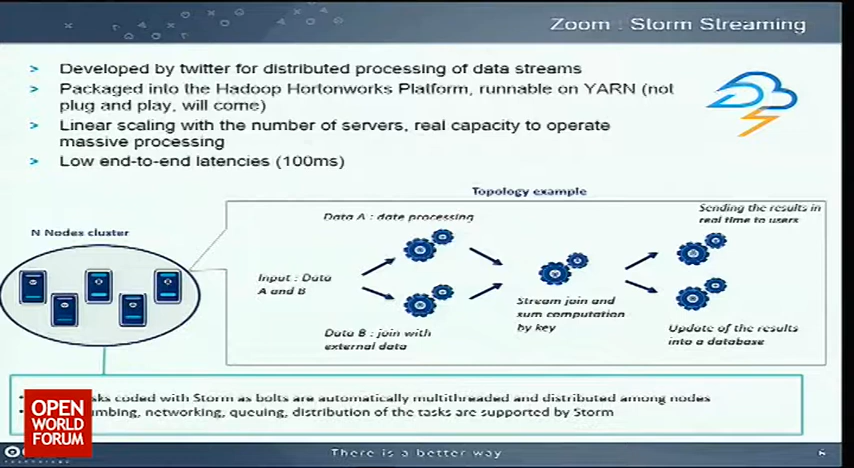 Zoom : Storm Streaming
> Developed by twitter for distributed processing of data streams
> Packaged into the Hadoop Hortonworks Platform, runnable on YARN (not
plug and play, will come)
> Linear scaling with the number of servers, real capacity to operate
massive processing
> Low end-to-end latencies (100ms)
Topology example
N Nodes cluster
Data A : date processing
Sending the results in
real time to users
Input : Data
A and B
Stream join and
sum computation
by key
Data B : join with
external data
Update of the results
into a database
coded with Storm as bolts are automatically multithreaded and distributed among nodes
networking, queuing, distribution of the tasks are supported by Storm
OPEN
WORLD
FORUM
There is a better way